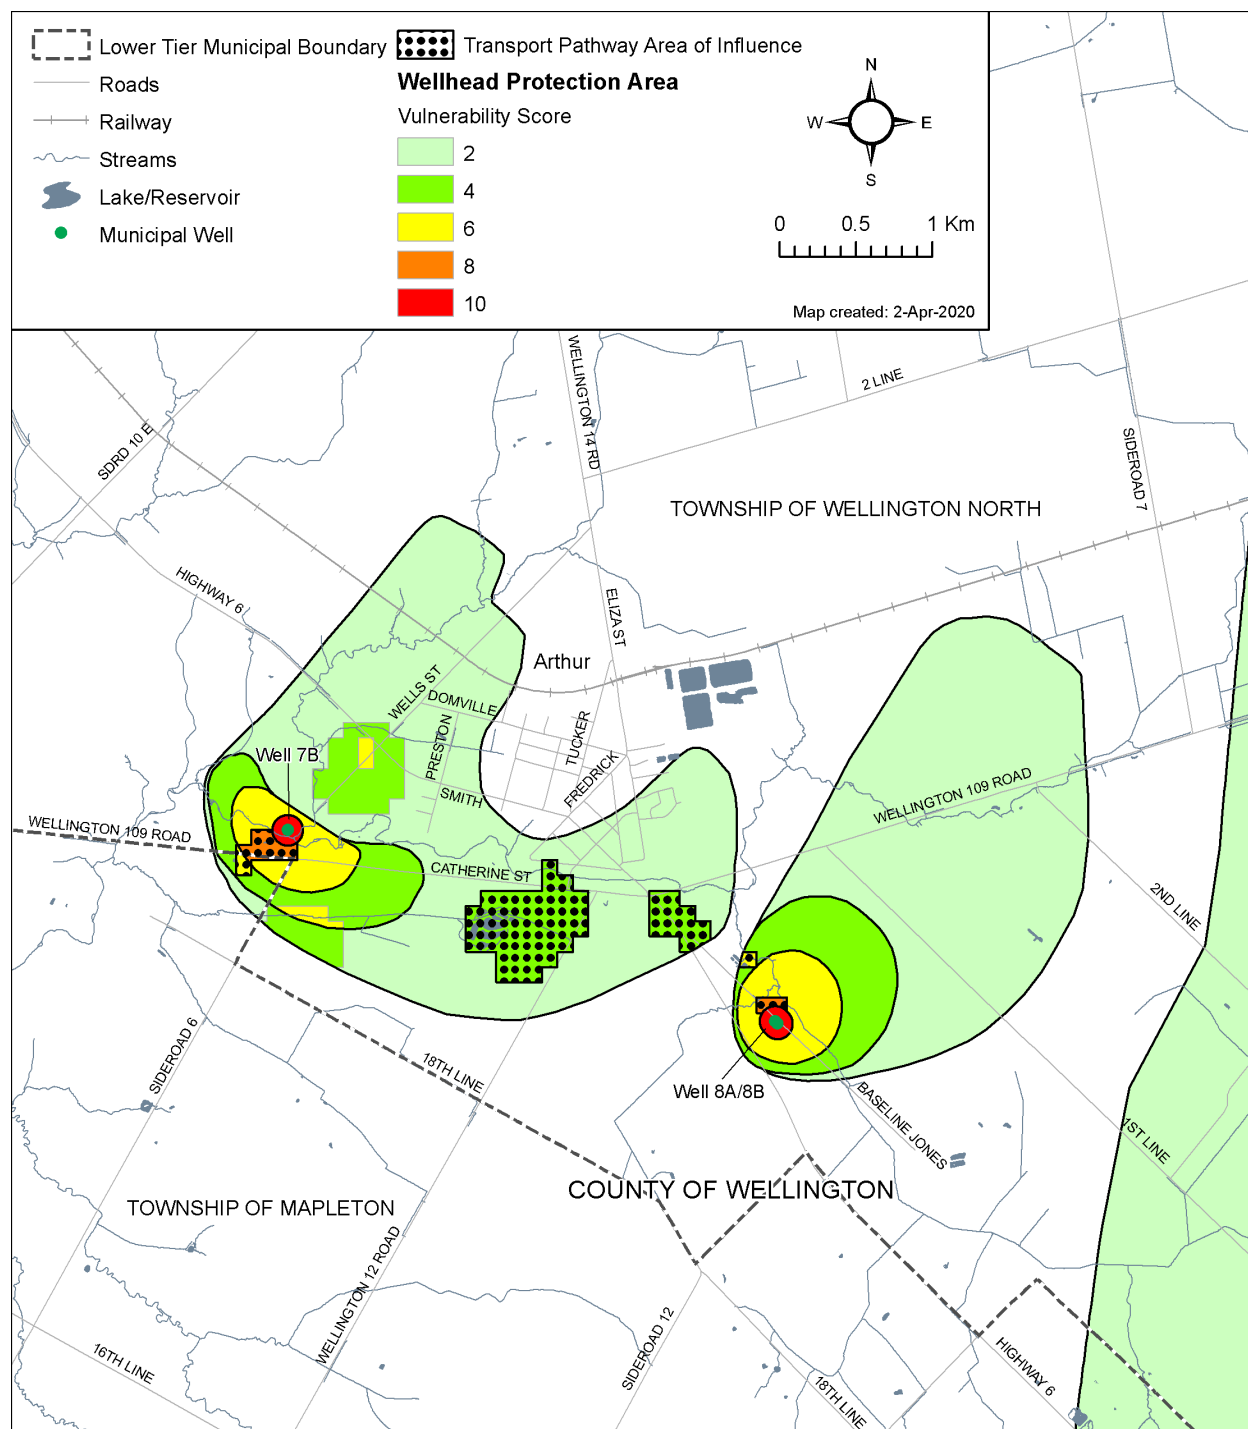 Lower Tier Municipal Boundary
Roads
Railway
Streams
Lake/Reservoir
Municipal Well
Transport Pathway Area of Influence
Wellhead Protection Area
Vulnerability Score
2
4
6
8
10
N
W
E
S
0
0.5
1 Km
Map created: 2-Apr-2020
WELLINGTON 14 RD
2 LINE
SDRD 10 E
SIDEROAD 7
TOWNSHIP OF WELLINGTON NORTH
HIGHWAY 6
ELIZA ST
Arthur
WELLS ST
DOMVILLE
PRESTON
TUCKER
FREDRICK
Well 7B
SMITH
WELLINGTON 109 ROAD
WELLINGTON 109 ROAD
CATHERINE ST
2ND LINE
SIDEROAD 6
18TH LINE
Well 8A/8B
BASELINE JONES
1ST LINE
COUNTY OF WELLINGTON
TOWNSHIP OF MAPLETON
WELLINGTON 12 ROAD
SIDEROAD 12
16TH LINE
HIGHWAY 6
18TH LINE